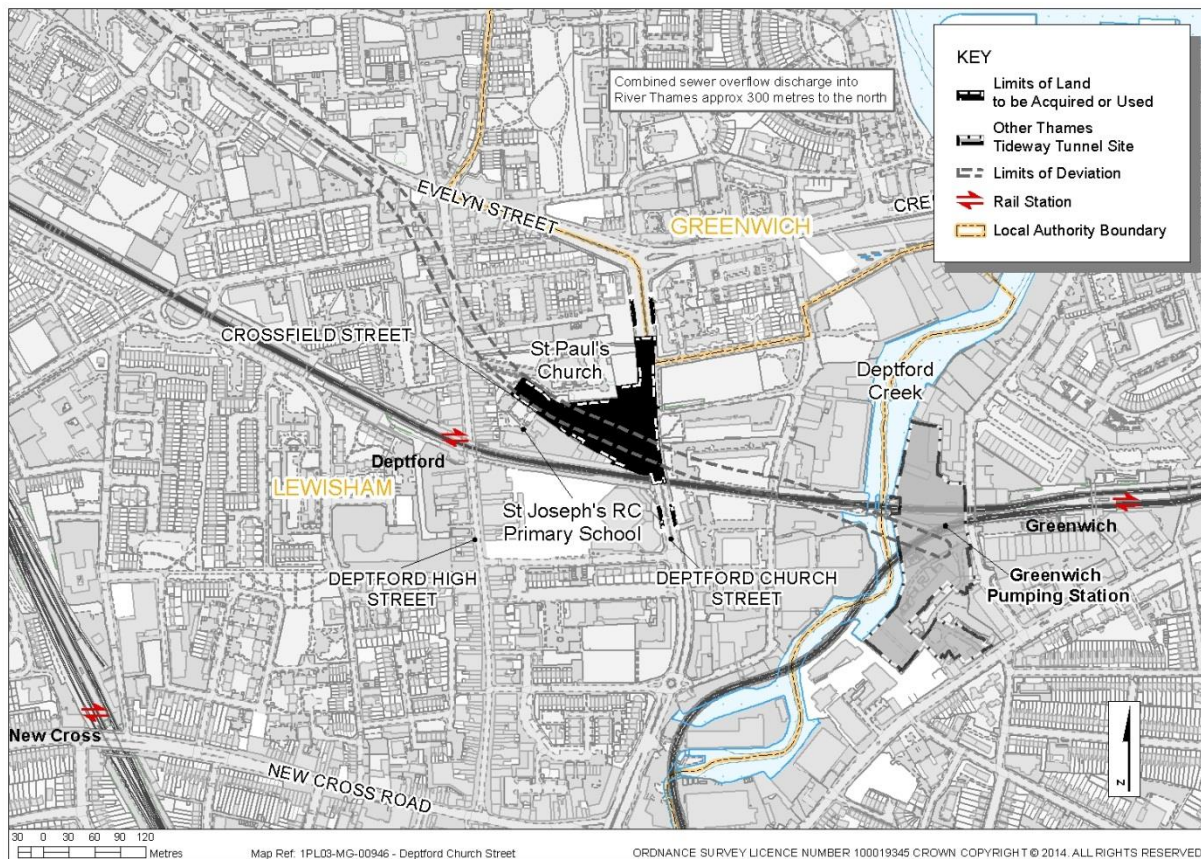 KEY
Limits of Land
to be Acquired or Used
Other Thames
Tideway Tunnel Site
Limits of Deviation
Rail Station
Local Authority Boundary
Combined sewer overflow discharge into
River Thames approx 300 metres to the north
EVELYN STREET
GREENWICH
CRE
CROSSFIELD STREET
St Paul's
Church
Deptford
Creek
Deptford
LEWISHAM
St Joseph's RC
Primary School
Greenwich
DEPTFORD HIGH
STREET
DEPTFORD CHURCH
STREET
Greenwich
Pumping Station
New Cross
NEW CROSS ROAD
N
30 0 30 60 90 120
Metres
Map Ref: 1PL03-MG-00946 - Deptford Church Street
ORDNANCE SURVEY LICENCE NUMBER 100019345 CROWN COPYRIGHT © 2014. ALL RIGHTS RESERVED